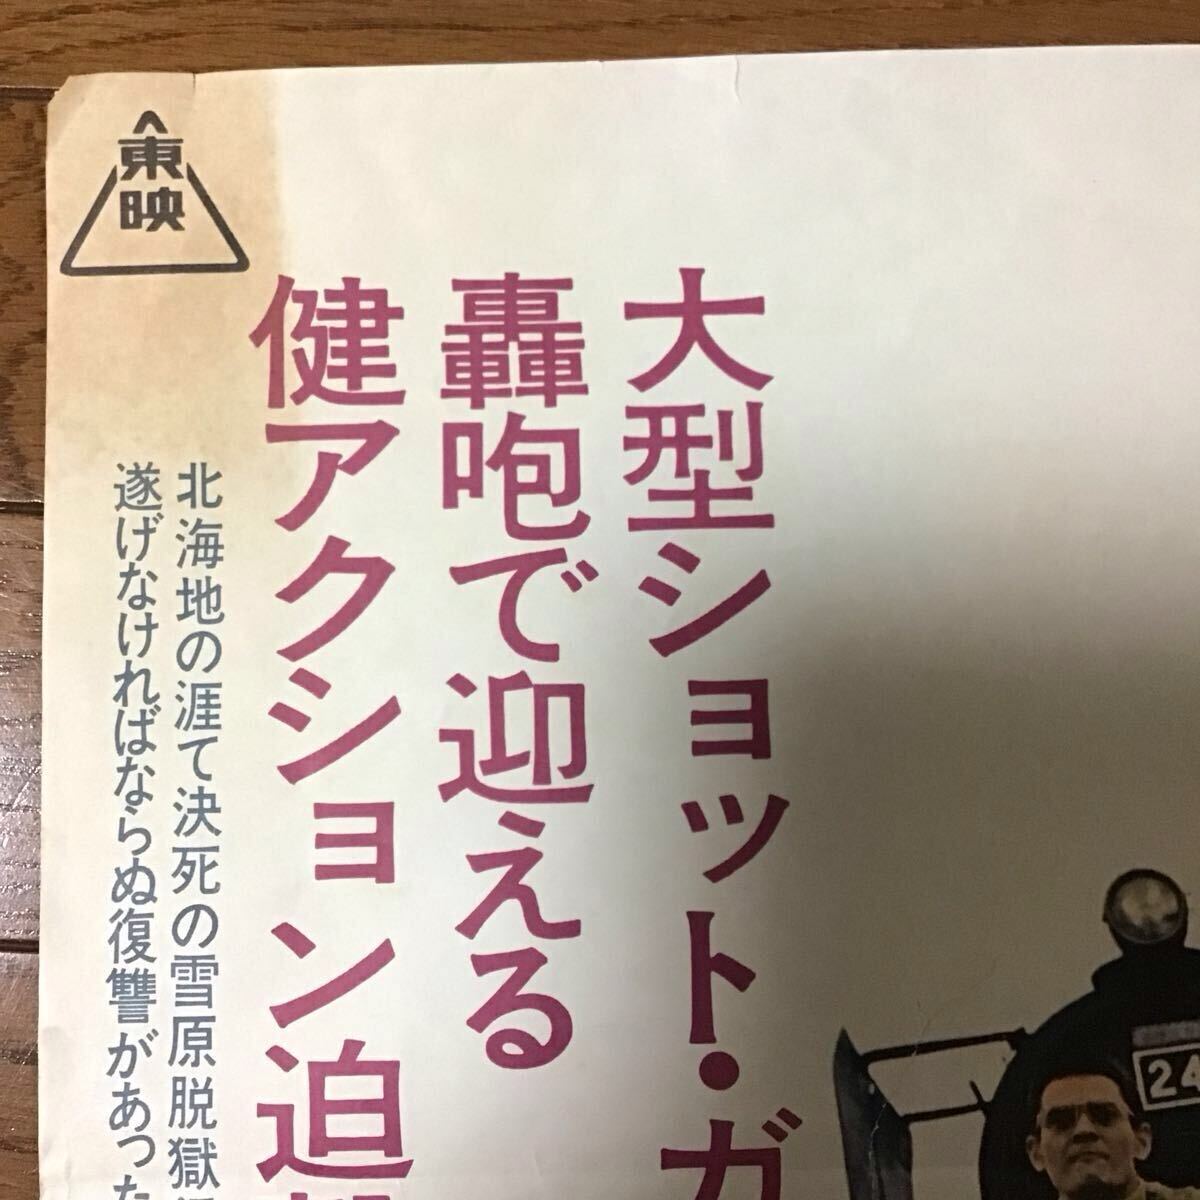 大型ショット・ガ
轟咆で迎える
健アクション迫
北海地の涯て決死の雪原脱獄
遂げなければならぬ復讐があった
東映
24